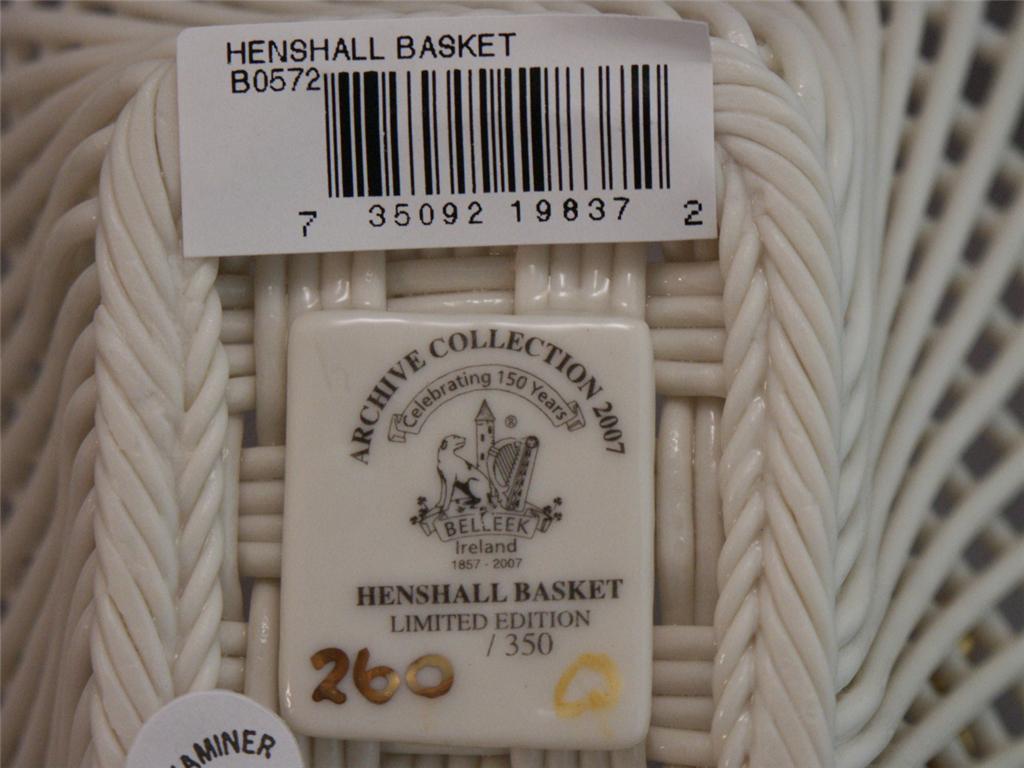 HENSHALL BASKET
B0572
7 35092 19837 2
ARCHIVE COLLECTION 2007
Celebrating 150 Years
®
BELLEEK
Ireland
1857 - 2007
HENSHALL BASKET
LIMITED EDITION
/ 350
260